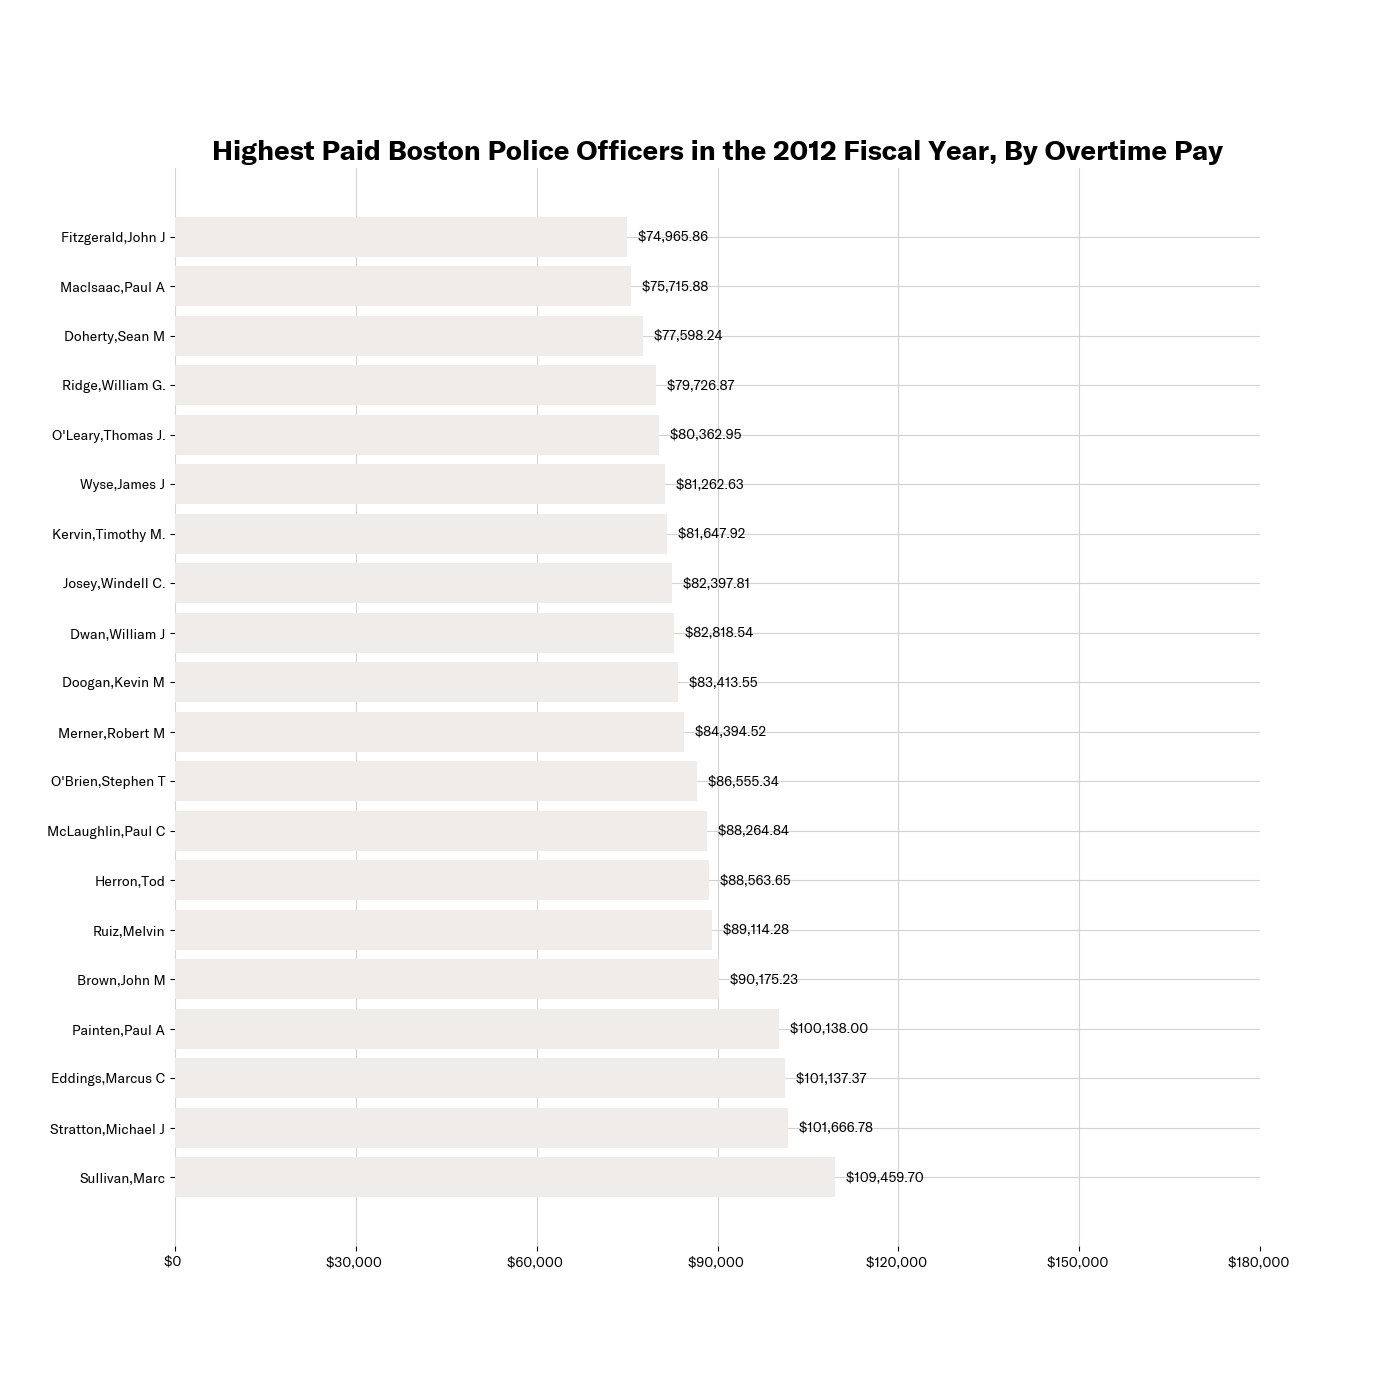 Highest Paid Boston Police Officers in the 2012 Fiscal Year, By Overtime Pay
Fitzgerald,John J $74,965.86
MacIsaac,Paul A $75,715.88
Doherty,Sean M $77,598.24
Ridge,William G. $79,726.87
O'Leary,Thomas J. $80,362.95
Wyse,James J $81,262.63
Kervin,Timothy M. $81,647.92
Josey,Windell C. $82,397.81
Dwan,William J $82,818.54
Doogan,Kevin M $83,413.55
Merner,Robert M $84,394.52
O'Brien,Stephen T $86,555.34
McLaughlin,Paul C $88,264.84
Herron,Tod $88,563.65
Ruiz,Melvin $89,114.28
Brown,John M $90,175.23
Painten,Paul A $100,138.00
Eddings,Marcus C $101,137.37
Stratton,Michael J $101,666.78
Sullivan,Marc $109,459.70
$0 $30,000 $60,000 $90,000 $120,000 $150,000 $180,000